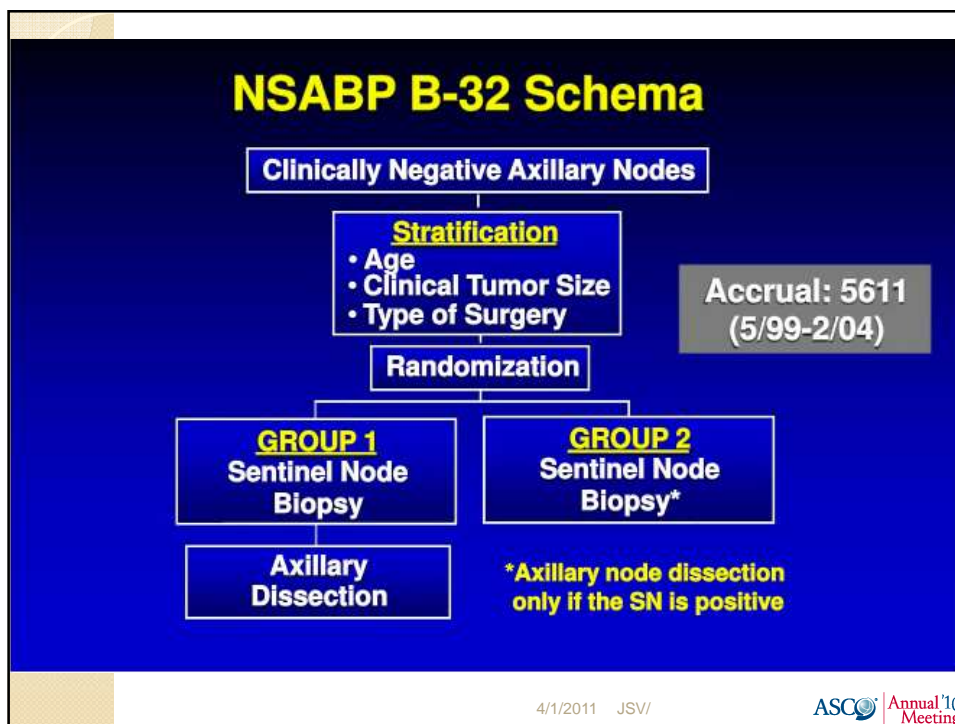 NSABP B-32 Schema
Clinically Negative Axillary Nodes
Stratification
• Age
• Clinical Tumor Size
• Type of Surgery
Accrual: 5611
(5/99-2/04)
Randomization
GROUP 1
Sentinel Node
Biopsy
GROUP 2
Sentinel Node
Biopsy*
Axillary
Dissection
*Axillary node dissection
only if the SN is positive
4/1/2011 JSV/
ASCO Annual '10
Meeting